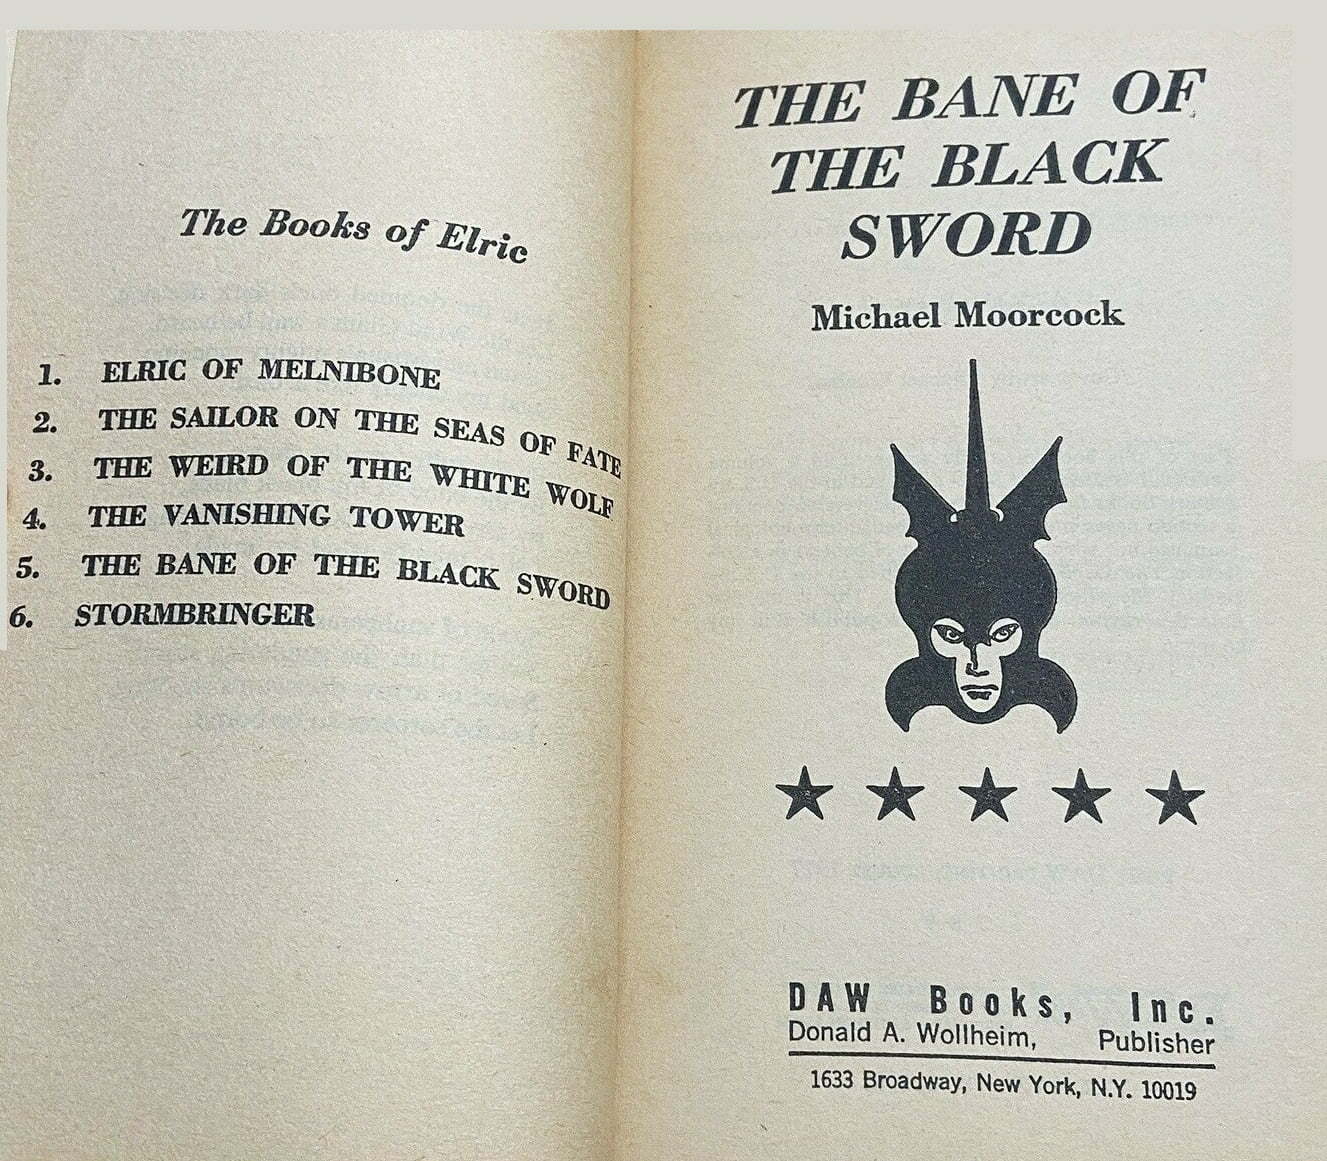 The Books of Elric
1. ELRIC OF MELNIBONE
2. THE SAILOR ON THE SEAS OF FATE
3. THE WEIRD OF THE WHITE WOLF
4. THE VANISHING TOWER
5. THE BANE OF THE BLACK SWORD
6. STORMBRINGER
THE BANE OF
THE BLACK
SWORD
Michael Moorcock
DAW Books, Inc.
Donald A. Wollheim, Publisher
1633 Broadway, New York, N.Y. 10019